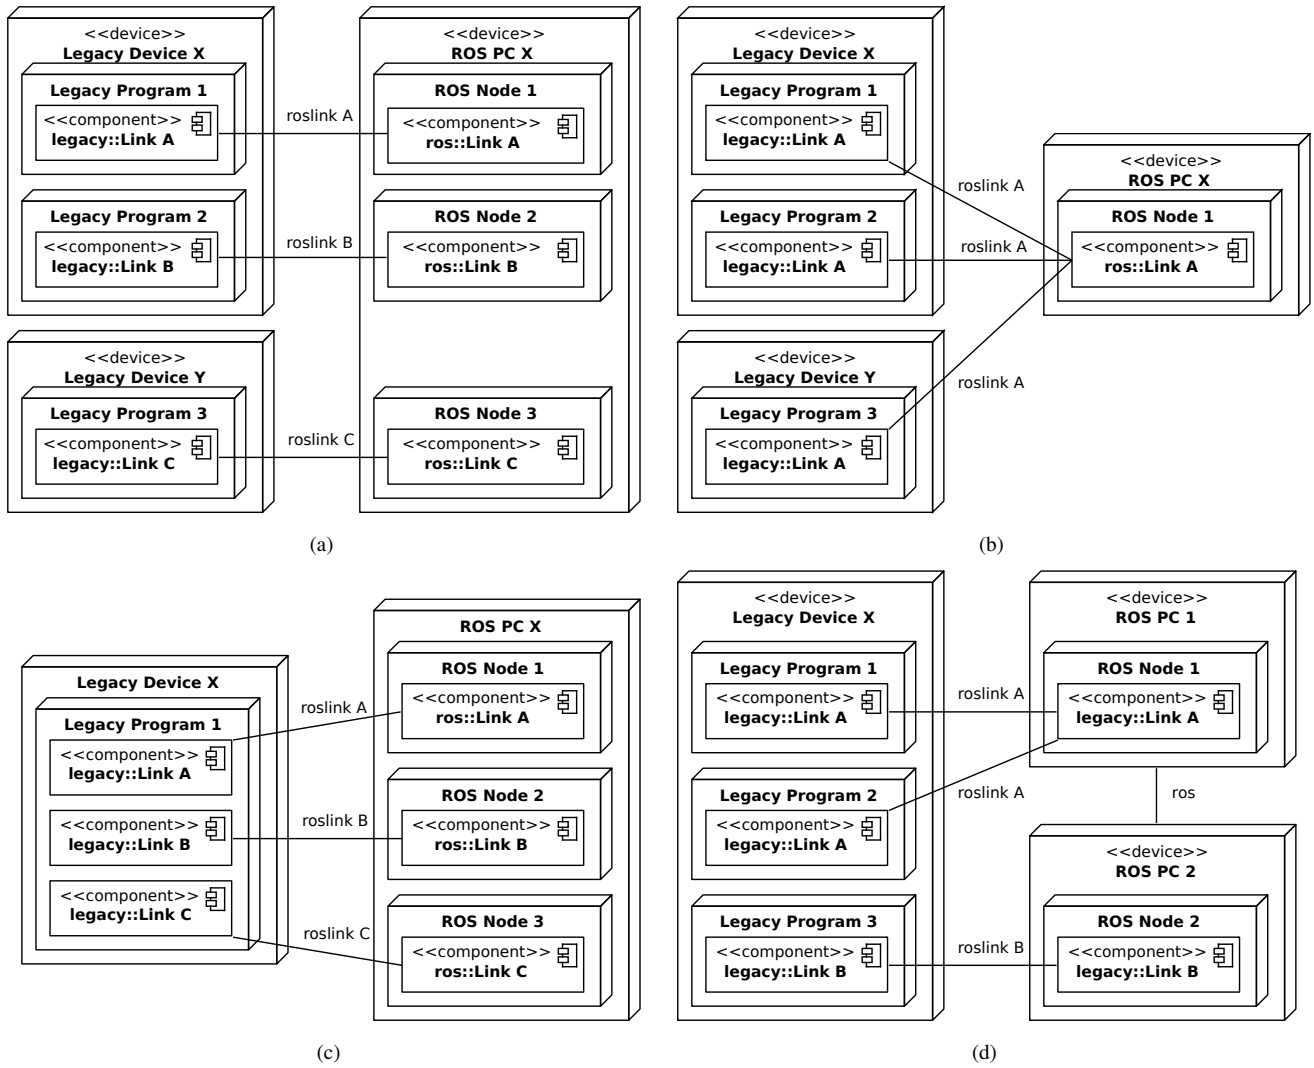 <<device>>
Legacy Device X
Legacy Program 1
<<component>>
legacy::Link A
Legacy Program 2
<<component>>
legacy::Link B
<<device>>
Legacy Device Y
Legacy Program 3
<<component>>
legacy::Link C
roslink A
roslink B
roslink C
<<device>>
ROS PC X
ROS Node 1
<<component>>
ros::Link A
ROS Node 2
<<component>>
ros::Link B
ROS Node 3
<<component>>
ros::Link C
(a)
<<device>>
Legacy Device X
Legacy Program 1
<<component>>
legacy::Link A
Legacy Program 2
<<component>>
legacy::Link A
<<device>>
Legacy Device Y
Legacy Program 3
<<component>>
legacy::Link A
roslink A
roslink A
roslink A
<<device>>
ROS PC X
ROS Node 1
<<component>>
ros::Link A
(b)
Legacy Device X
Legacy Program 1
<<component>>
legacy::Link A
<<component>>
legacy::Link B
<<component>>
legacy::Link C
roslink A
roslink B
roslink C
ROS PC X
ROS Node 1
<<component>>
ros::Link A
ROS Node 2
<<component>>
ros::Link B
ROS Node 3
<<component>>
ros::Link C
(c)
<<device>>
Legacy Device X
Legacy Program 1
<<component>>
legacy::Link A
Legacy Program 2
<<component>>
legacy::Link A
Legacy Program 3
<<component>>
legacy::Link B
roslink A
roslink A
roslink B
<<device>>
ROS PC 1
ROS Node 1
<<component>>
legacy::Link A
ros
<<device>>
ROS PC 2
ROS Node 2
<<component>>
legacy::Link B
(d)